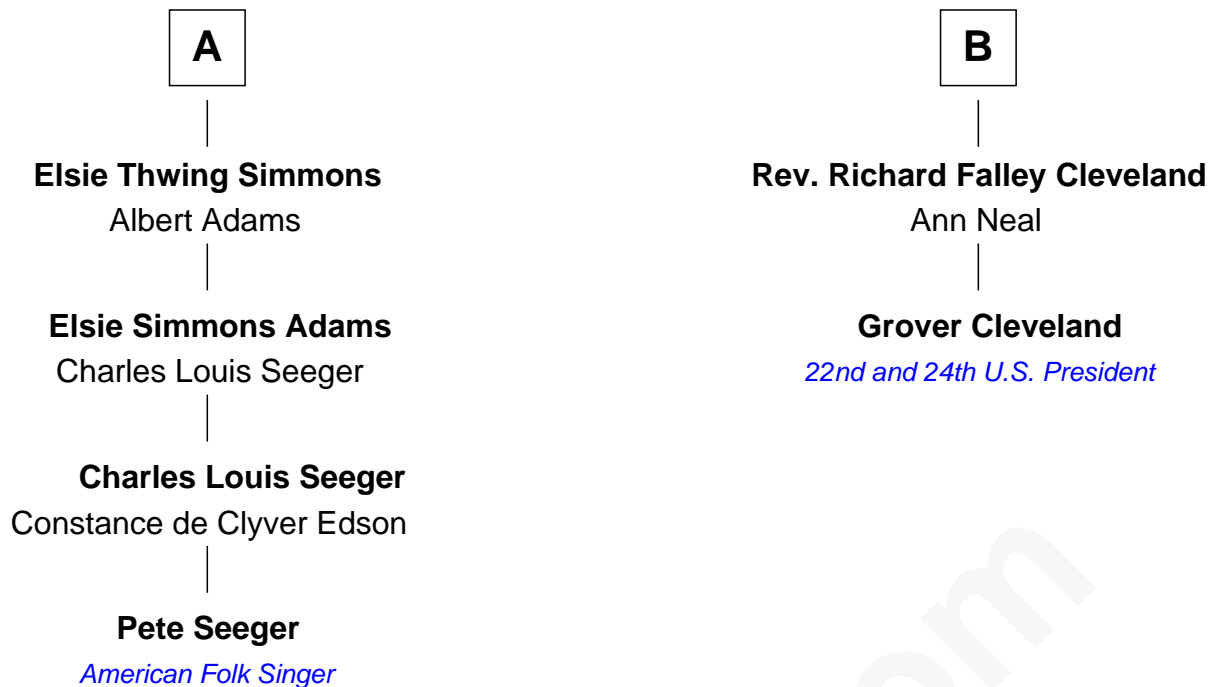 A
Elsie Thwing Simmons
Albert Adams
Elsie Simmons Adams
Charles Louis Seeger
Charles Louis Seeger
Constance de Clyver Edson
Pete Seeger
American Folk Singer
B
Rev. Richard Falley Cleveland
Ann Neal
Grover Cleveland
22nd and 24th U.S. President
om